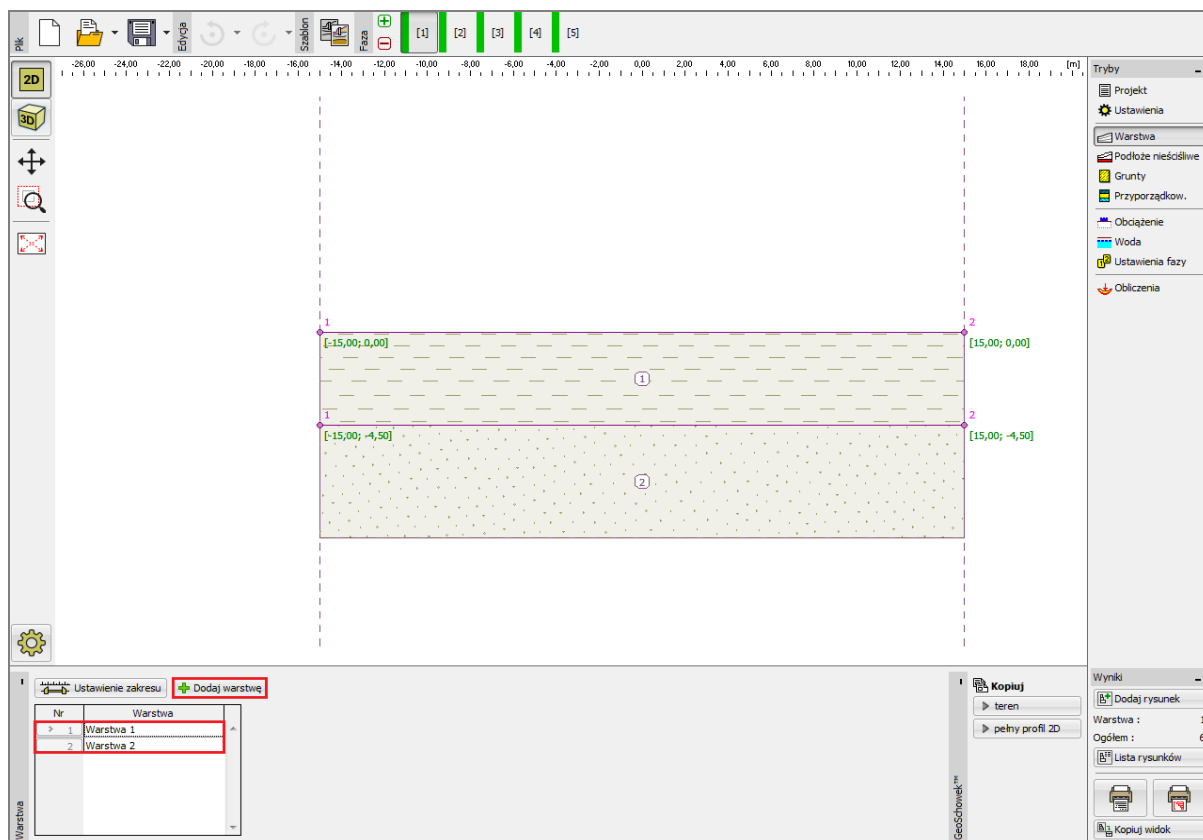 Plik
Edycja
Szablon
Faza
[1] [2] [3] [4] [5]
2D
3D
-26,00 -24,00 -22,00 -20,00 -18,00 -16,00 -14,00 -12,00 -10,00 -8,00 -6,00 -4,00 -2,00 0,00 2,00 4,00 6,00 8,00 10,00 12,00 14,00 16,00 18,00 [m]
1
2
[-15,00; 0,00]
[15,00; 0,00]
1
1
2
[-15,00; -4,50]
[15,00; -4,50]
2
Tryby
Projekt
Ustawienia
Warstwa
Podłoże nieściśliwe
Grunty
Przyporządkow.
Obciążenie
Woda
Ustawienia fazy
Obliczenia
Ustawienie zakresu
Dodaj warstwę
Nr Warstwa
1 Warstwa 1
2 Warstwa 2
Warstwa
GeoSchowek™
Kopiuj
teren
pełny profil 2D
Wyniki
Dodaj rysunek
Warstwa : 1
Ogółem : 6
Lista rysunków
Kopiuj widok